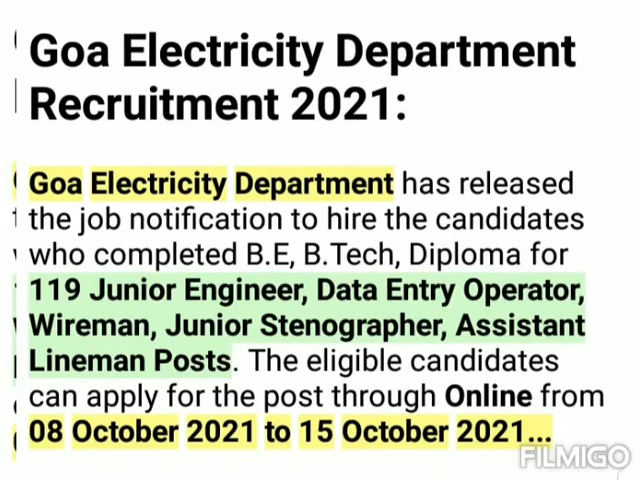 Goa Electricity Department
Recruitment 2021:
Goa Electricity Department has released
the job notification to hire the candidates
who completed B.E, B.Tech, Diploma for
119 Junior Engineer, Data Entry Operator,
Wireman, Junior Stenographer, Assistant
Lineman Posts. The eligible candidates
can apply for the post through Online from
08 October 2021 to 15 October 2021...
FILMIGO